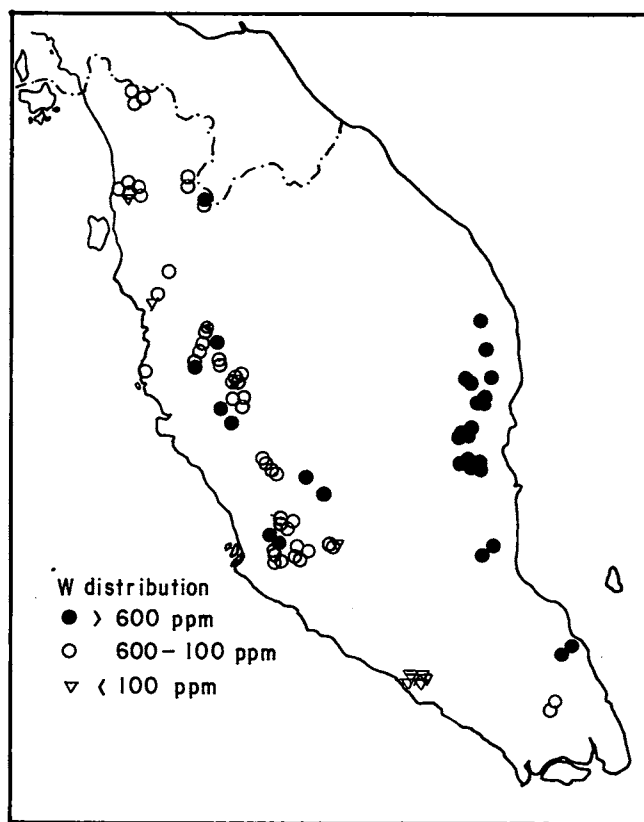 W distribution
● > 600 ppm
○ 600-100 ppm
▽ < 100 ppm